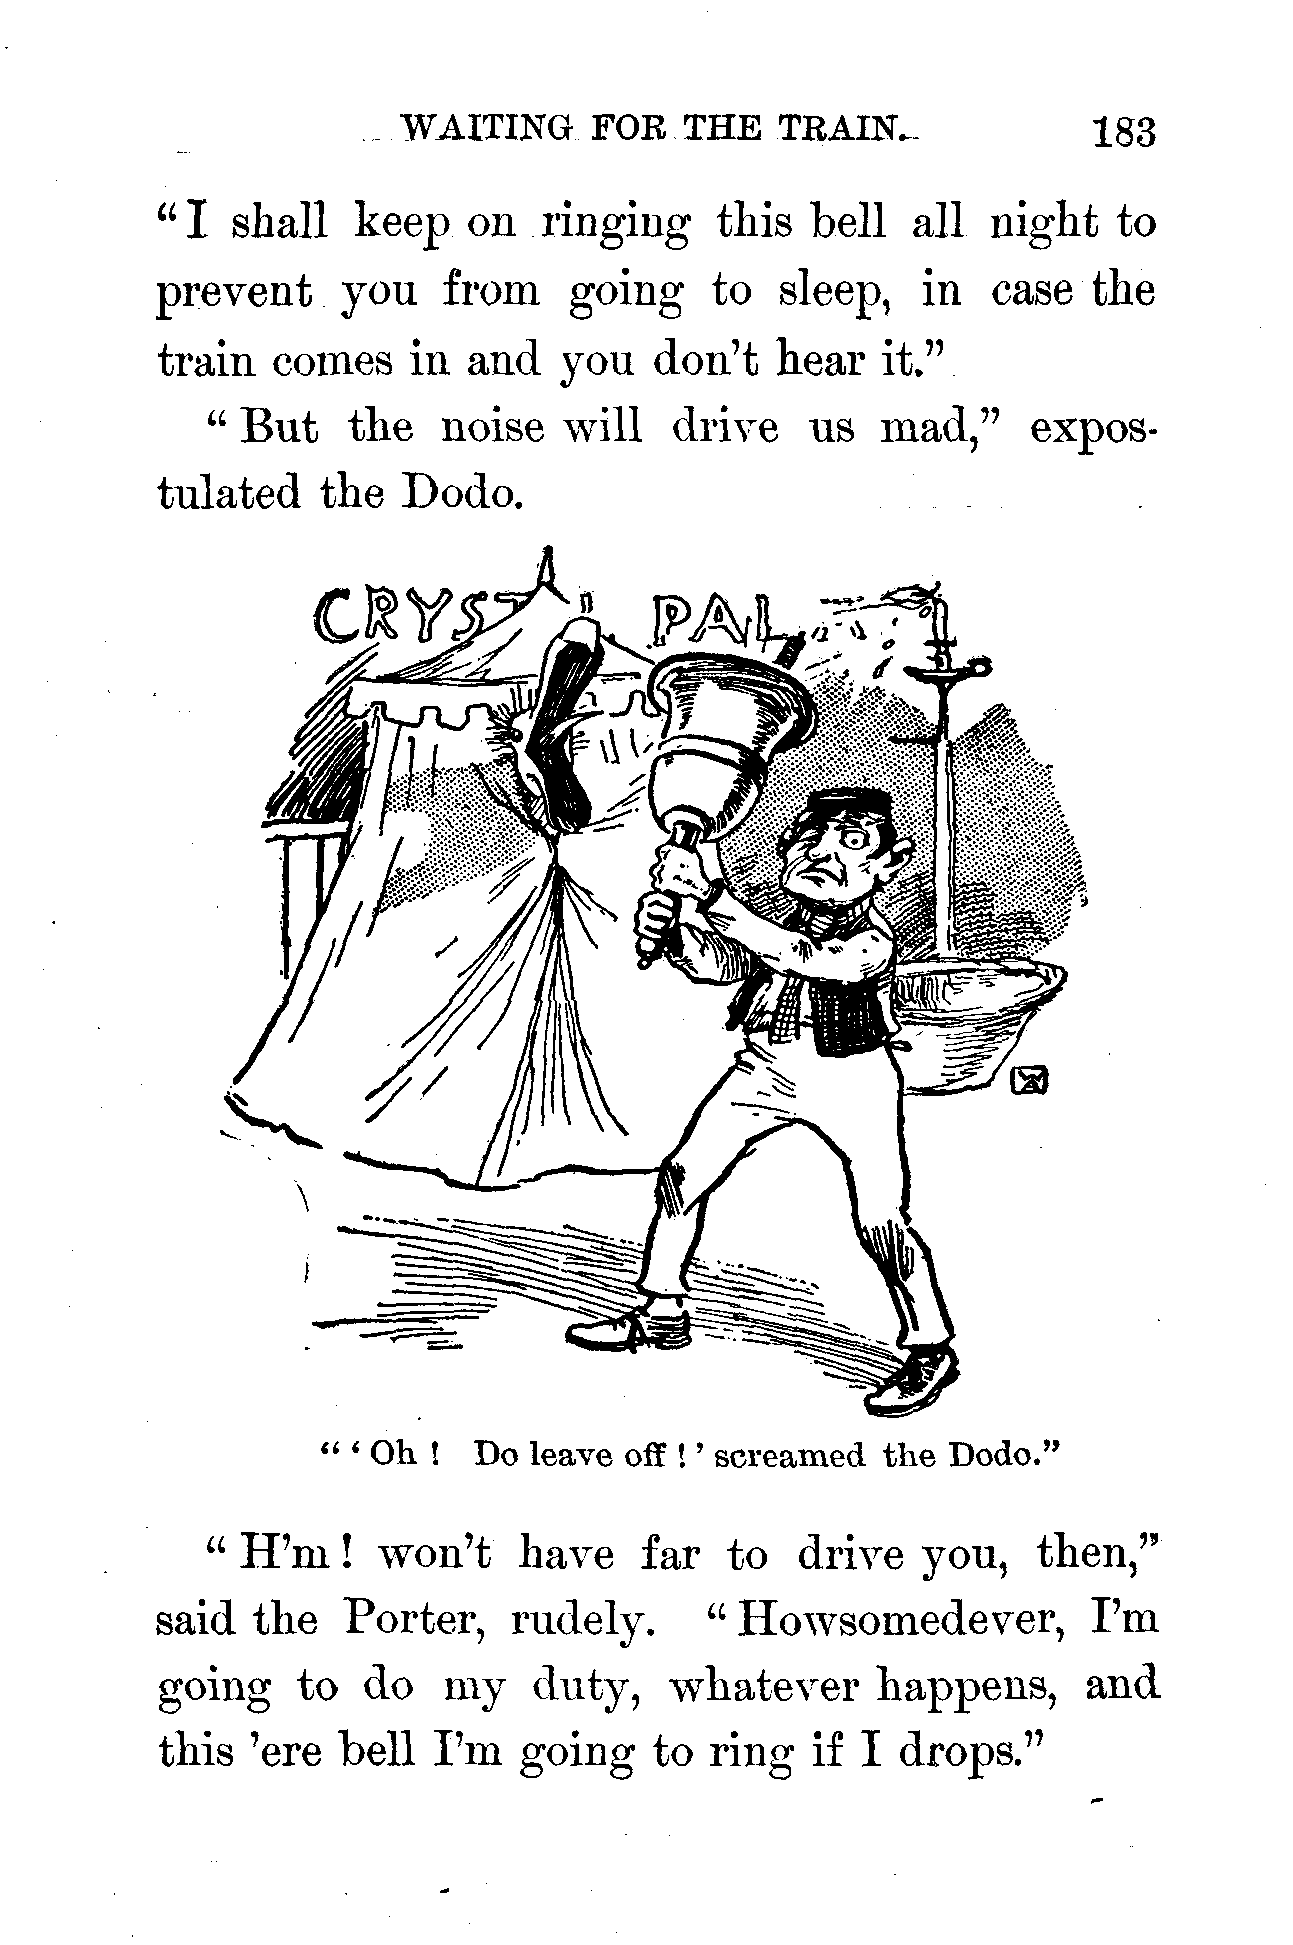 WAITING FOR THE TRAIN. 183
“I shall keep on ringing this bell all night to
prevent you from going to sleep, in case the
train comes in and you don’t hear it.”
“But the noise will drive us mad,” expos-
tulated the Dodo.
CRYST PAL
“‘Oh! Do leave off!’ screamed the Dodo.”
“H’m! won’t have far to drive you, then,”
said the Porter, rudely. “Howsomedever, I’m
going to do my duty, whatever happens, and
this ’ere bell I’m going to ring if I drops.”